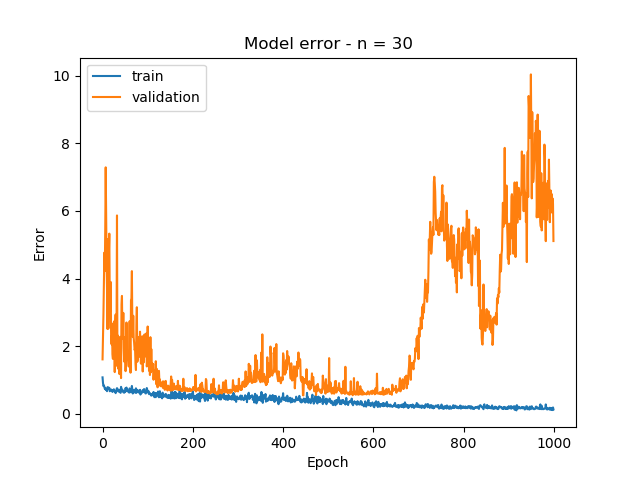 Model error - n = 30
train
validation
10
8
6
4
2
0
Error
0 200 400 600 800 1000
Epoch